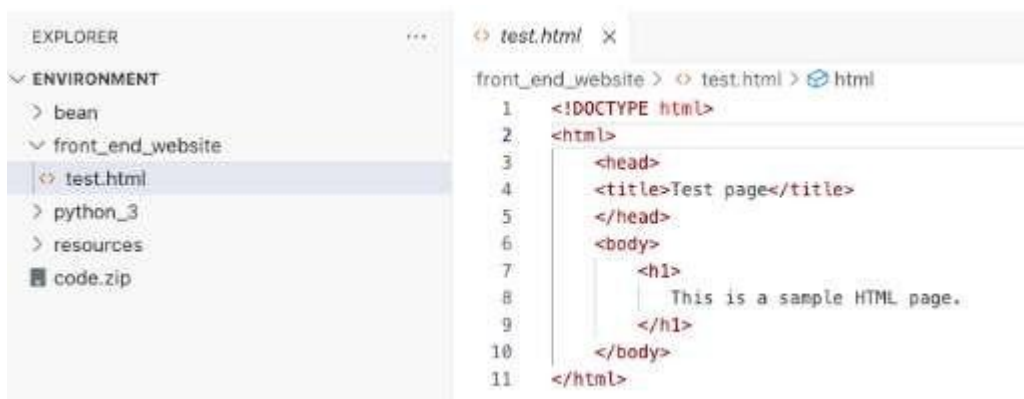 EXPLORER ...
ENVIRONMENT
bean
front_end_website
test.html
python_3
resources
code.zip
test.html
front_end_website > test.html > html
1 <!DOCTYPE html>
2 <html>
3 <head>
4 <title>Test page</title>
5 </head>
6 <body>
7 <h1>
8 This is a sample HTML page.
9 </h1>
10 </body>
11 </html>